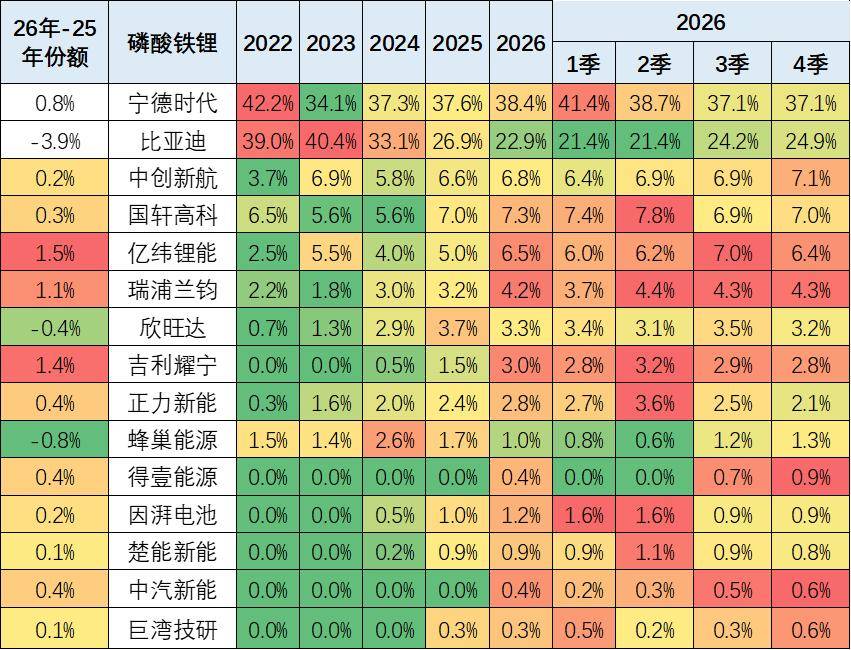 26年-25年份额 磷酸铁锂 2022 2023 2024 2025 2026 2026
1季 2季 3季 4季
0.8% 宁德时代 42.2% 34.1% 37.3% 37.6% 38.4% 41.4% 38.7% 37.1% 37.1%
-3.9% 比亚迪 39.0% 40.4% 33.1% 26.9% 22.9% 21.4% 21.4% 24.2% 24.9%
0.2% 中创新航 3.7% 6.9% 5.8% 6.6% 6.8% 6.4% 6.9% 6.9% 7.1%
0.3% 国轩高科 6.5% 5.6% 5.6% 7.0% 7.3% 7.4% 7.8% 6.9% 7.0%
1.5% 亿纬锂能 2.5% 5.5% 4.0% 5.0% 6.5% 6.0% 6.2% 7.0% 6.4%
1.1% 瑞浦兰钧 2.2% 1.8% 3.0% 3.2% 4.2% 3.7% 4.4% 4.3% 4.3%
-0.4% 欣旺达 0.7% 1.3% 2.9% 3.7% 3.3% 3.4% 3.1% 3.5% 3.2%
1.4% 吉利耀宁 0.0% 0.0% 0.5% 1.5% 3.0% 2.8% 3.2% 2.9% 2.8%
0.4% 正力新能 0.3% 1.6% 2.0% 2.4% 2.8% 2.7% 3.6% 2.5% 2.1%
-0.8% 蜂巢能源 1.5% 1.4% 2.6% 1.7% 1.0% 0.8% 0.6% 1.2% 1.3%
0.4% 得壹能源 0.0% 0.0% 0.0% 0.0% 0.4% 0.0% 0.0% 0.7% 0.9%
0.2% 因湃电池 0.0% 0.0% 0.5% 1.0% 1.2% 1.6% 1.6% 0.9% 0.9%
0.1% 楚能新能 0.0% 0.0% 0.2% 0.9% 0.9% 0.9% 1.1% 0.9% 0.8%
0.4% 中汽新能 0.0% 0.0% 0.0% 0.0% 0.4% 0.2% 0.3% 0.5% 0.6%
0.1% 巨湾技研 0.0% 0.0% 0.0% 0.3% 0.3% 0.5% 0.2% 0.3% 0.6%